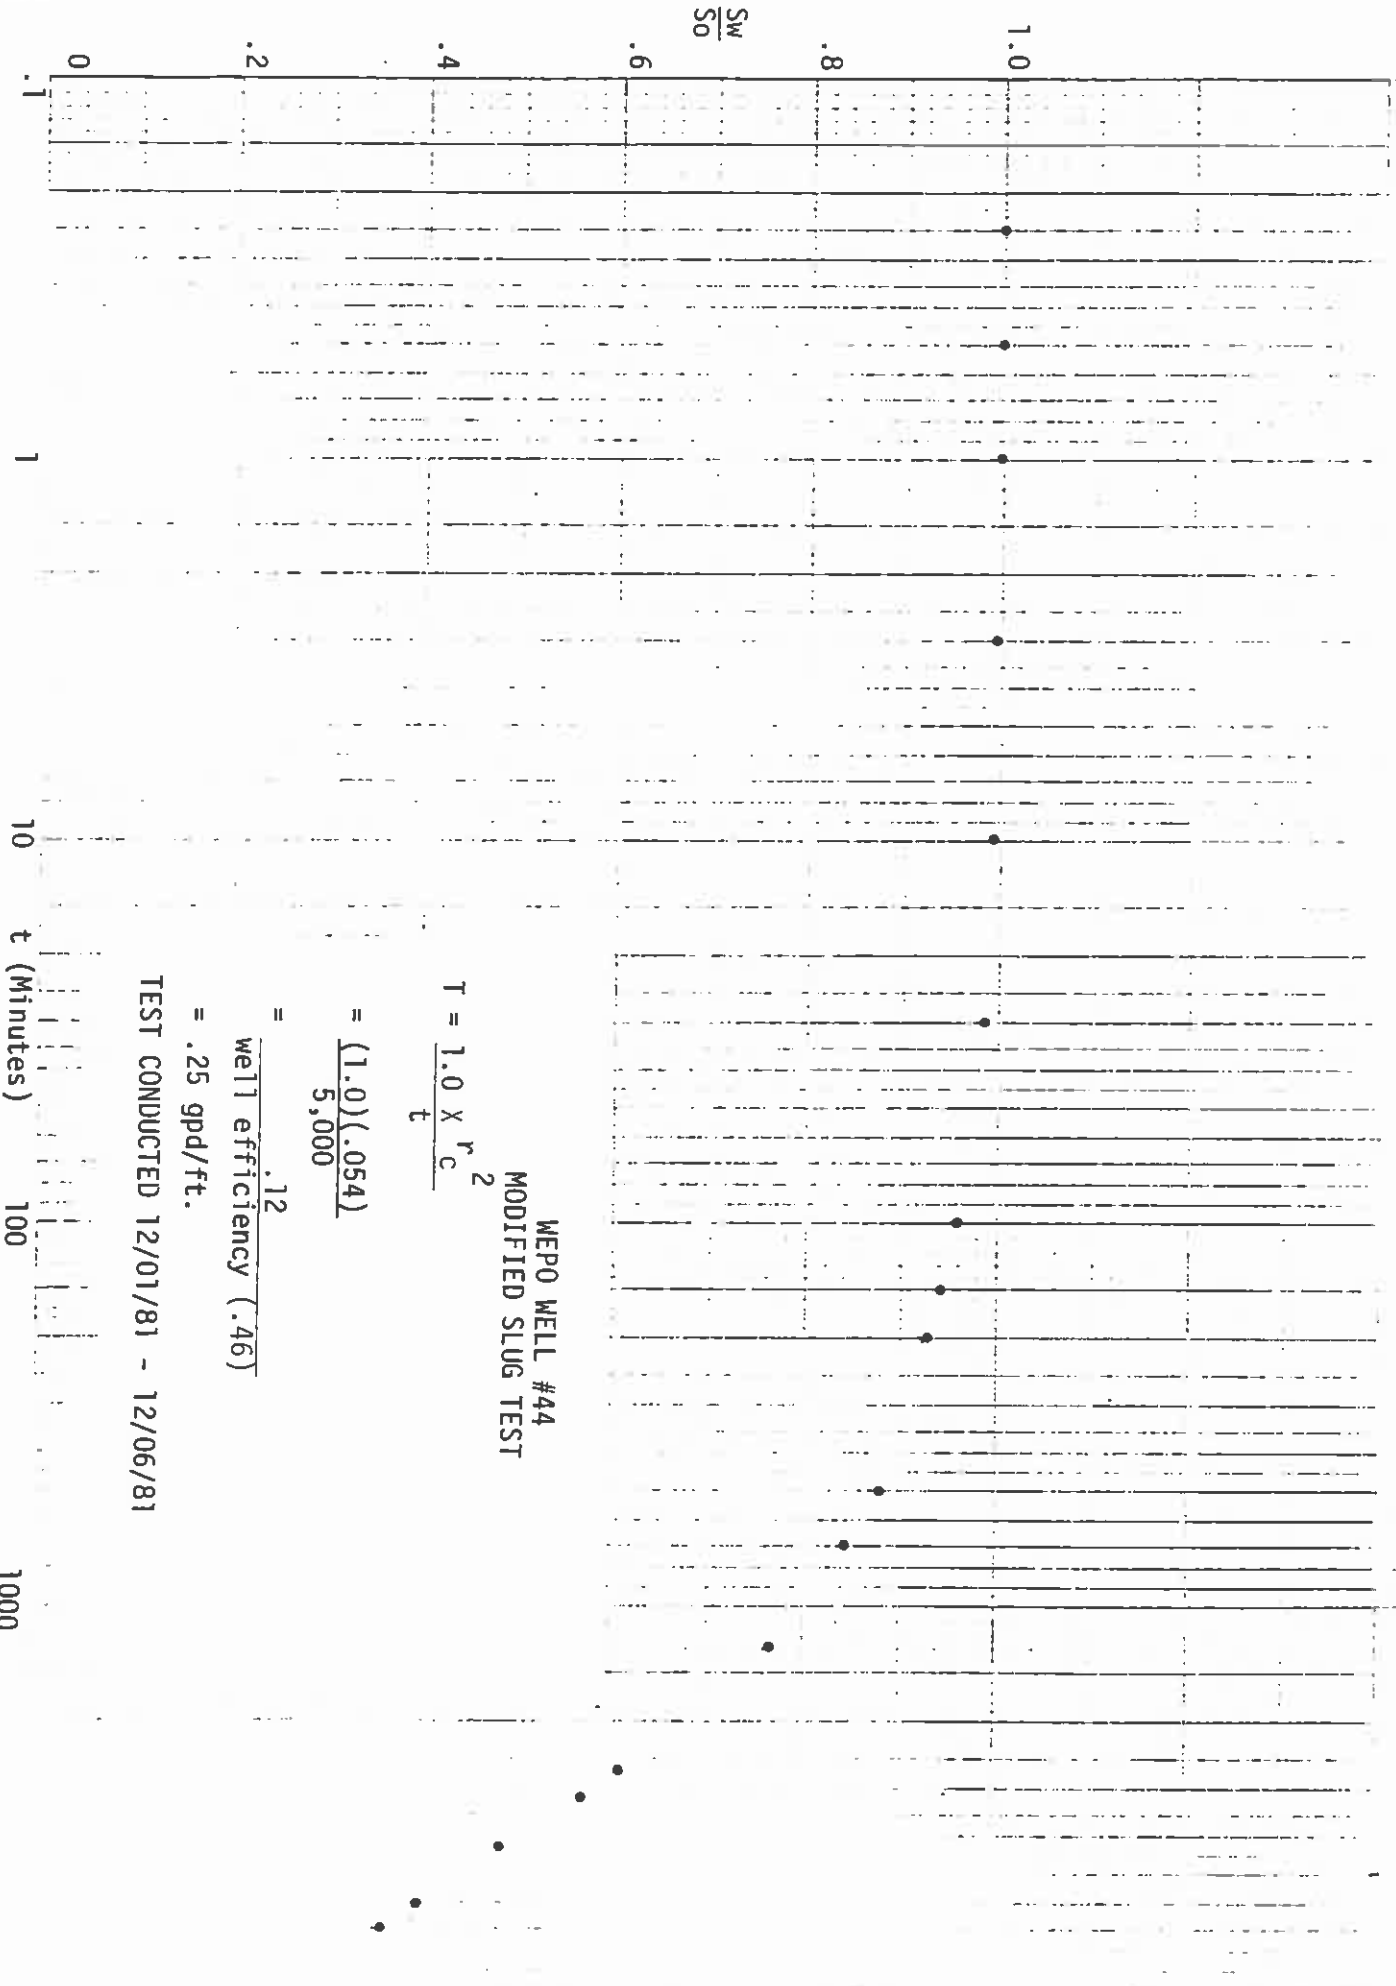 WEPO WELL #44
MODIFIED SLUG TEST
T = 1.0 X r_c^2
t
= (1.0)(.054)
5,000
= .12
well efficiency (.46)
= .25 gpd/ft.
TEST CONDUCTED 12/01/81 - 12/06/81
Sw
So
1.0
.8
.6
.4
.2
0
.1
1
10
100
1000
t (Minutes)